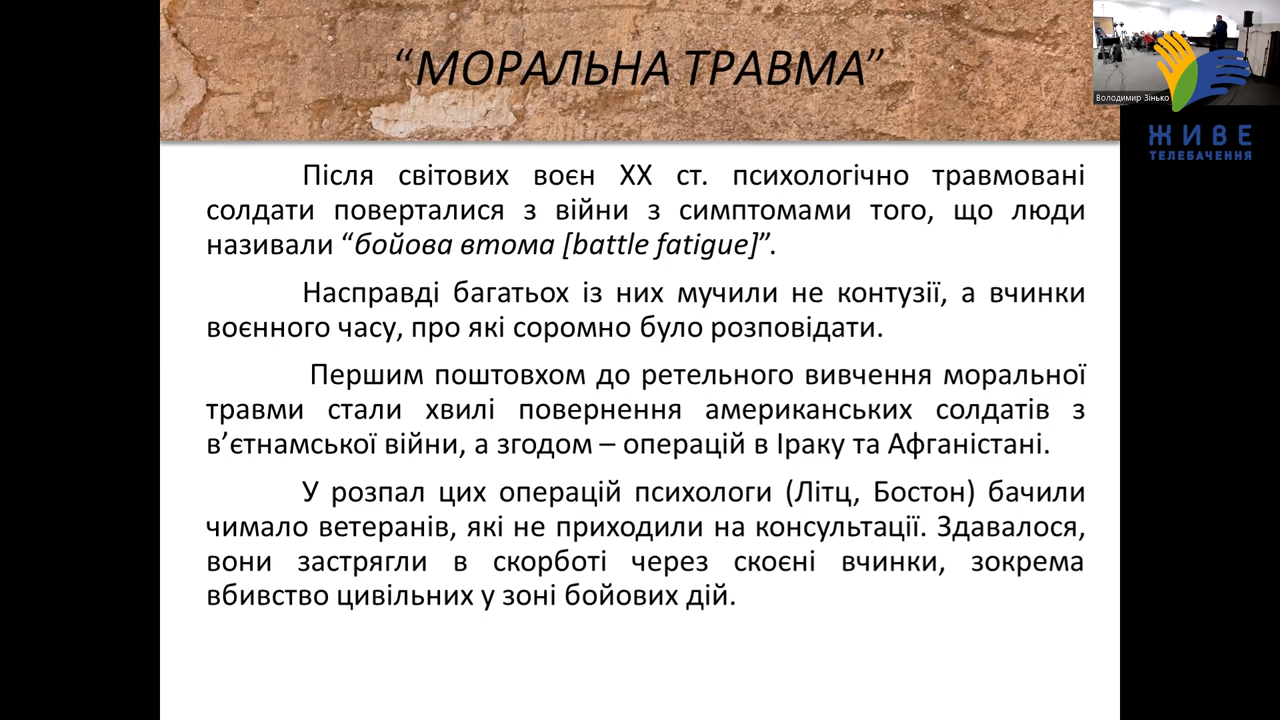 “МОРАЛЬНА ТРАВМА”
Володимир Зінько
ЖИВЕ
ТЕЛЕБАЧЕННЯ
Після світових воєн ХХ ст. психологічно травмовані
солдати поверталися з війни з симптомами того, що люди
називали “бойова втома [battle fatigue]”.
Насправді багатьох із них мучили не контузії, а вчинки
воєнного часу, про які соромно було розповідати.
Першим поштовхом до ретельного вивчення моральної
травми стали хвилі повернення американських солдатів з
в’єтнамської війни, а згодом – операцій в Іраку та Афганістані.
У розпал цих операцій психологи (Літц, Бостон) бачили
чимало ветеранів, які не приходили на консультації. Здавалося,
вони застрягли в скорботі через скоєні вчинки, зокрема
вбивство цивільних у зоні бойових дій.